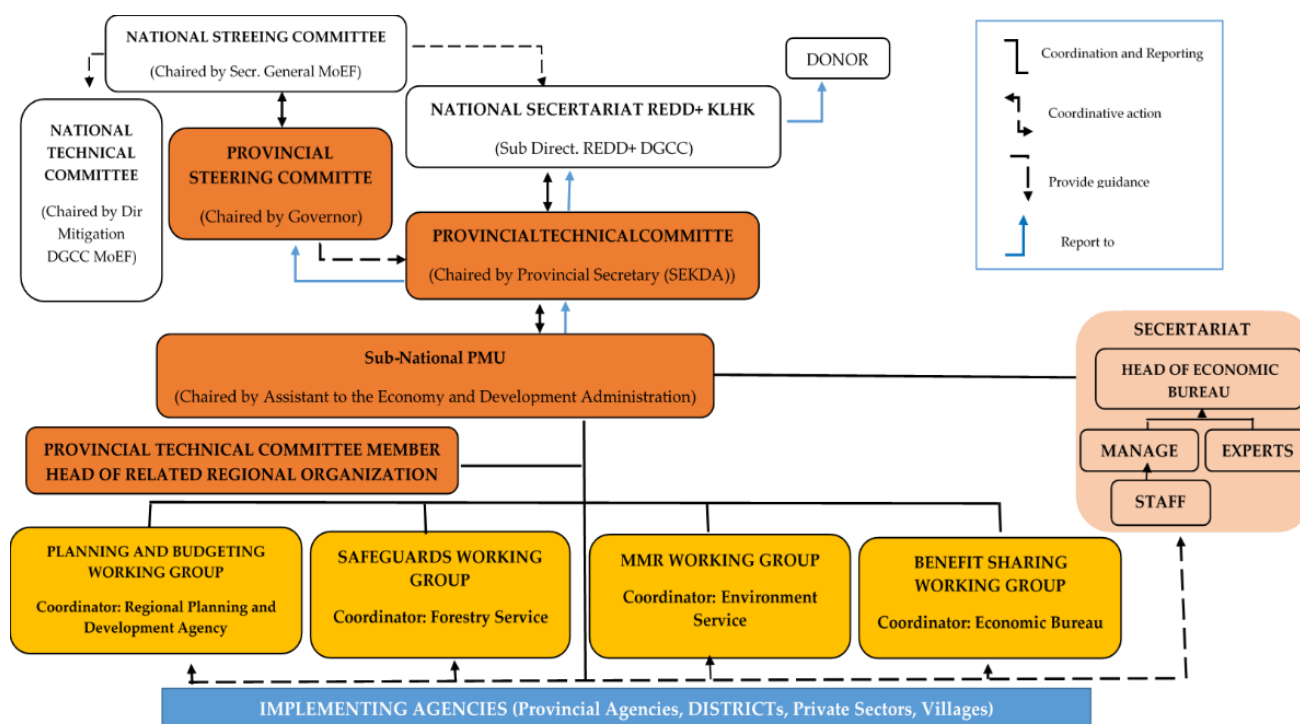 NATIONAL STREEING COMMITTEE
(Chaired by Secr. General MoEF)
DONOR
NATIONAL
TECHNICAL
COMMITTEE
(Chaired by Dir
Mitigation
DGCC MoEF)
PROVINCIAL
STEERING COMMITTE
(Chaired by Governor)
NATIONAL SECERTARIAT REDD+ KLHK
(Sub Direct. REDD+ DGCC)
PROVINCIALTECHNICALCOMMITTE
(Chaired by Provincial Secretary (SEKDA))
Coordination and Reporting
Coordinative action
Provide guidance
Report to
Sub-National PMU
(Chaired by Assistant to the Economy and Development Administration)
SECERTARIAT
HEAD OF ECONOMIC
BUREAU
MANAGE
EXPERTS
STAFF
PROVINCIAL TECHNICAL COMMITTEE MEMBER
HEAD OF RELATED REGIONAL ORGANIZATION
PLANNING AND BUDGETING
WORKING GROUP
Coordinator: Regional Planning and
Development Agency
SAFEGUARDS WORKING
GROUP
Coordinator: Forestry Service
MMR WORKING GROUP
Coordinator: Environment
Service
BENEFIT SHARING
WORKING GROUP
Coordinator: Economic Bureau
IMPLEMENTING AGENCIES (Provincial Agencies, DISTRICTs, Private Sectors, Villages)